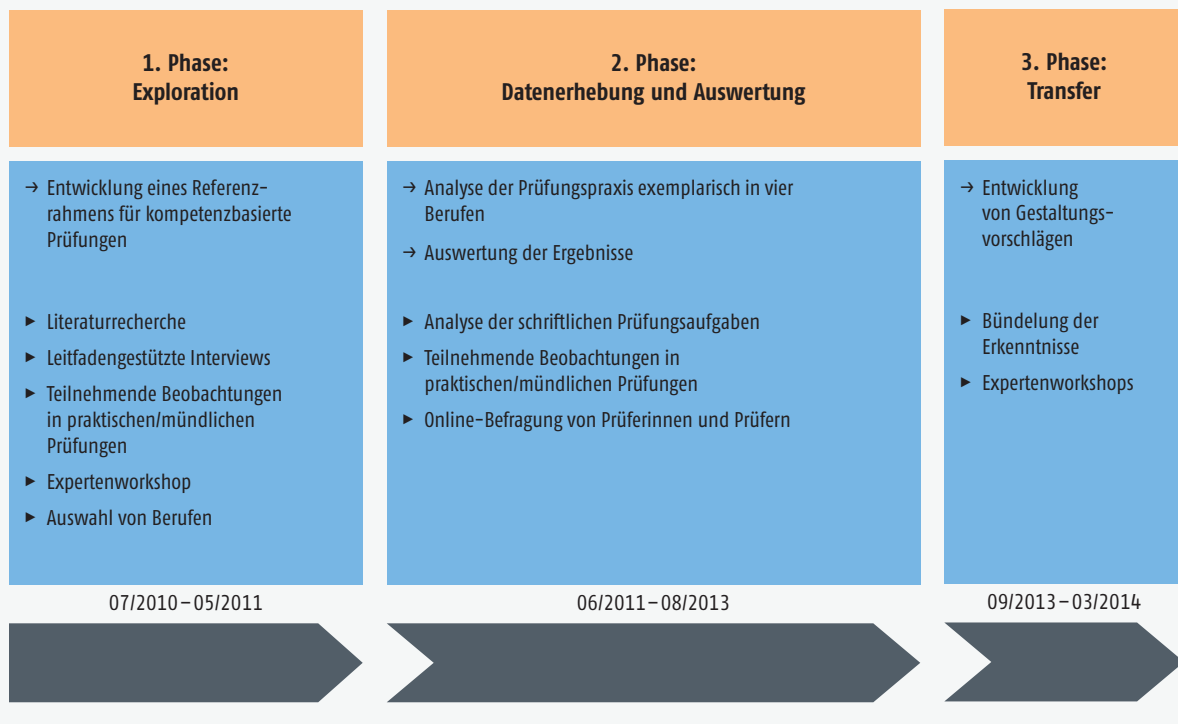 1. Phase:
Exploration
→ Entwicklung eines Referenz-
rahmens für kompetenzbasierte
Prüfungen
► Literaturrecherche
► Leitfadengestützte Interviews
► Teilnehmende Beobachtungen
in praktischen/mündlichen
Prüfungen
► Expertenworkshop
► Auswahl von Berufen
07/2010–05/2011
2. Phase:
Datenerhebung und Auswertung
→ Analyse der Prüfungspraxis exemplarisch in vier
Berufen
→ Auswertung der Ergebnisse
► Analyse der schriftlichen Prüfungsaufgaben
► Teilnehmende Beobachtungen in
praktischen/mündlichen Prüfungen
► Online-Befragung von Prüferinnen und Prüfern
06/2011–08/2013
3. Phase:
Transfer
→ Entwicklung
von Gestaltungs-
vorschlägen
► Bündelung der
Erkenntnisse
► Expertenworkshops
09/2013–03/2014